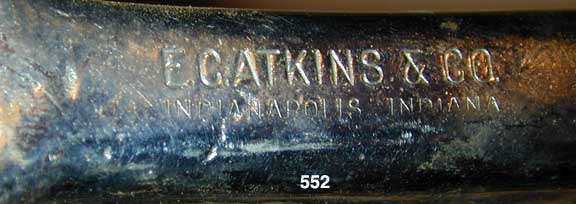 E.C. ATKINS & CO.
INDIANAPOLIS INDIANA
552